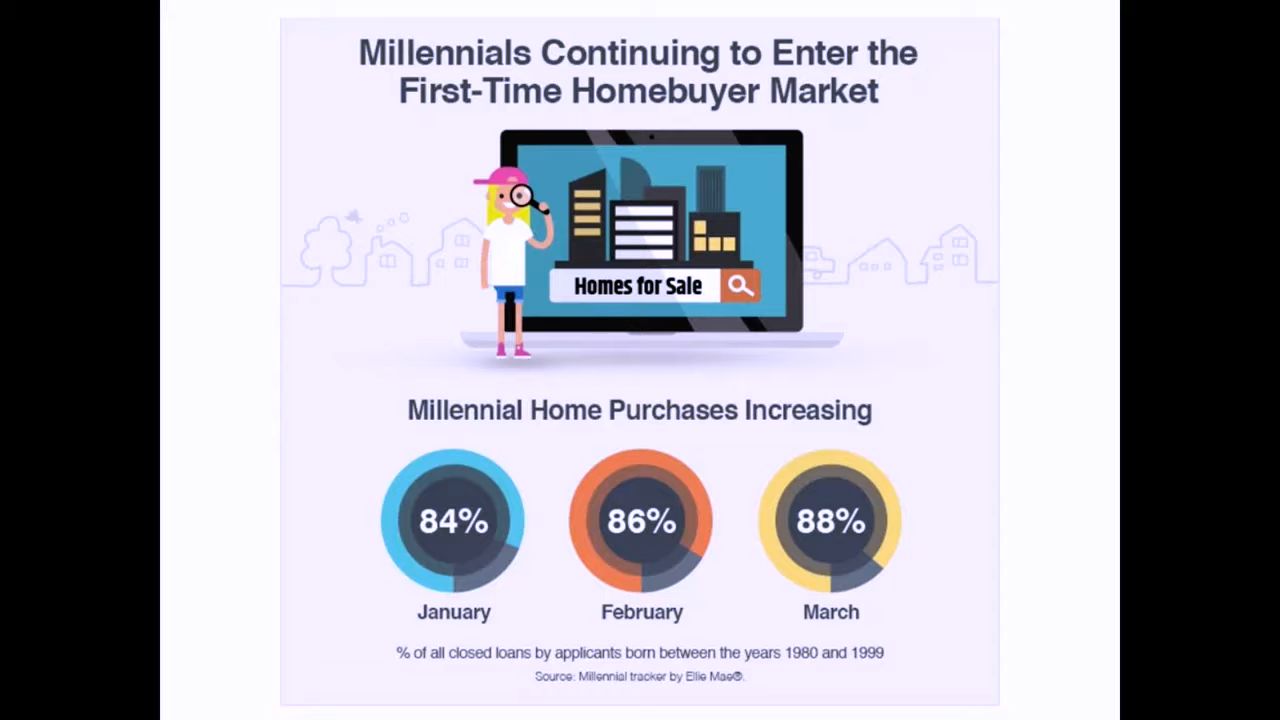 Millennials Continuing to Enter the
First-Time Homebuyer Market
Homes for Sale
Millennial Home Purchases Increasing
84%
86%
88%
January
February
March
% of all closed loans by applicants born between the years 1980 and 1999
Source: Millennial tracker by Ellie Mae®.